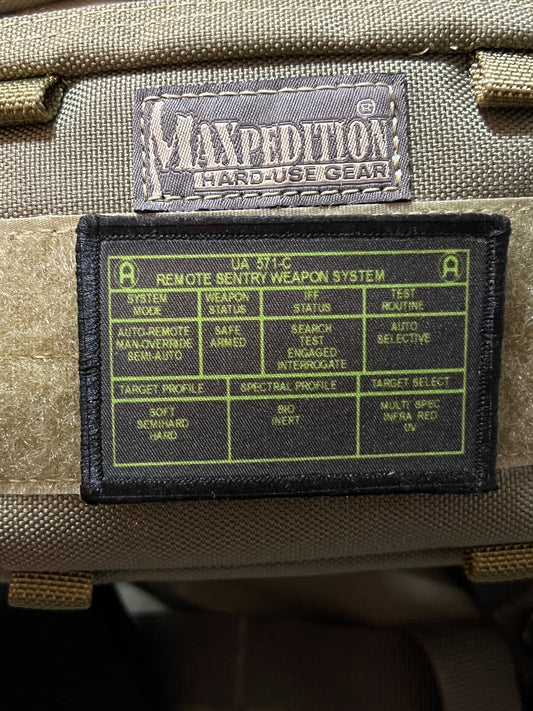 MAXPEDITION®
HARD-USE GEAR
A UA 571-C A
REMOTE SENTRY WEAPON SYSTEM
SYSTEM MODE WEAPON STATUS IFF STATUS TEST ROUTINE
AUTO-REMOTE SAFE SEARCH AUTO
MAN-OVERRIDE ARMED TEST SELECTIVE
SEMI-AUTO ENGAGED
INTERROGATE
TARGET PROFILE SPECTRAL PROFILE TARGET SELECT
SOFT BIO MULTI SPEC
SEMIHARD INERT INFRA RED
HARD UV